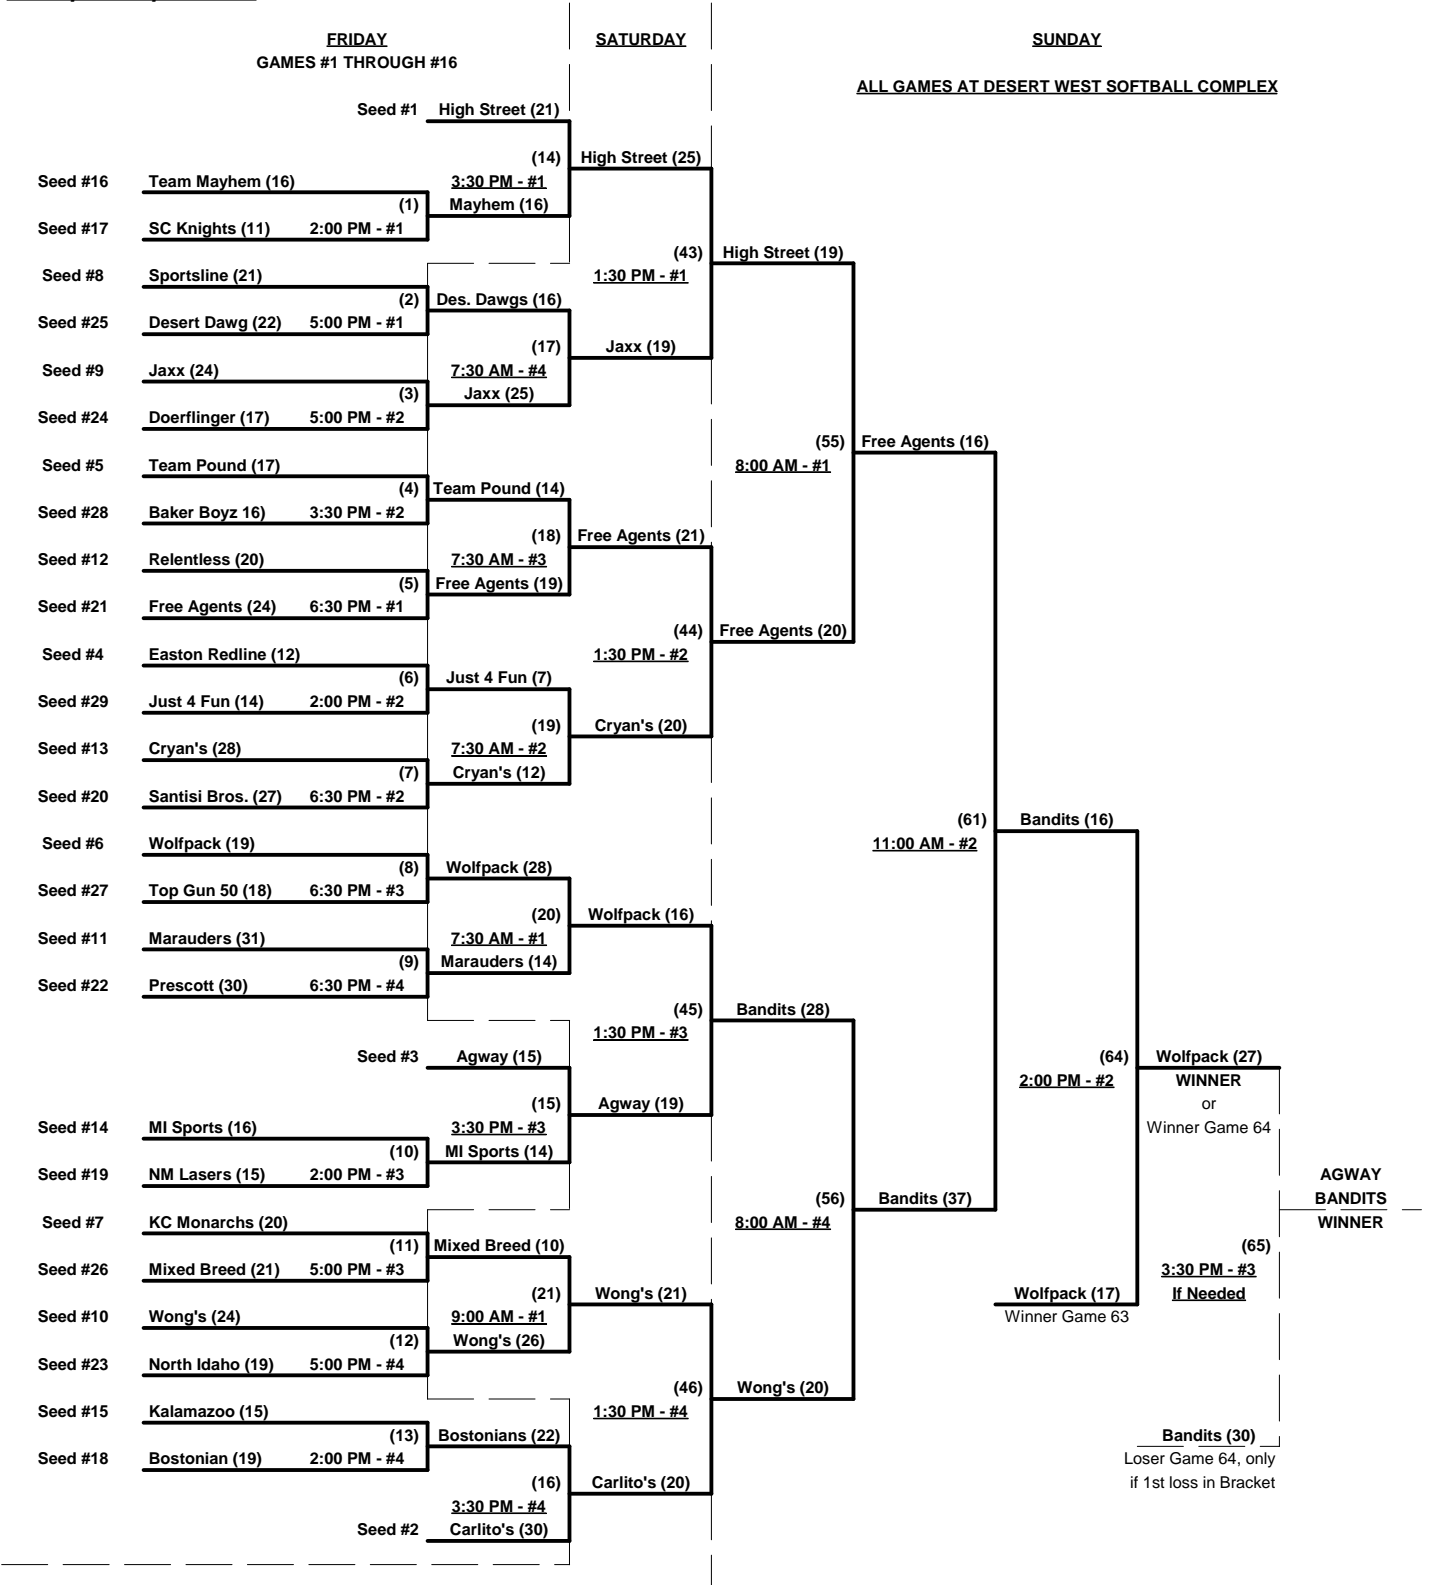 FRIDAY SATURDAY SUNDAY
GAMES #1 THROUGH #16
ALL GAMES AT DESERT WEST SOFTBALL COMPLEX
Seed #1 High Street (21)
(14) High Street (25)
Seed #16 Team Mayhem (16) 3:30 PM - #1
(1) Mayhem (16)
Seed #17 SC Knights (11) 2:00 PM - #1
(43) High Street (19)
Seed #8 Sportsline (21) 1:30 PM - #1
(2) Des. Dawgs (16)
Seed #25 Desert Dawg (22) 5:00 PM - #1
(17) Jaxx (19)
Seed #9 Jaxx (24) 7:30 AM - #4
(3) Jaxx (25)
Seed #24 Doerflinger (17) 5:00 PM - #2
(55) Free Agents (16)
Seed #5 Team Pound (17) 8:00 AM - #1
(4) Team Pound (14)
Seed #28 Baker Boyz 16) 3:30 PM - #2
(18) Free Agents (21)
Seed #12 Relentless (20) 7:30 AM - #3
(5) Free Agents (19)
Seed #21 Free Agents (24) 6:30 PM - #1
(44) Free Agents (20)
Seed #4 Easton Redline (12) 1:30 PM - #2
(6) Just 4 Fun (7)
Seed #29 Just 4 Fun (14) 2:00 PM - #2
(19) Cryan's (20)
Seed #13 Cryan's (28) 7:30 AM - #2
(7) Cryan's (12)
Seed #20 Santisi Bros. (27) 6:30 PM - #2
(61) Bandits (16)
Seed #6 Wolfpack (19) 11:00 AM - #2
(8) Wolfpack (28)
Seed #27 Top Gun 50 (18) 6:30 PM - #3
(20) Wolfpack (16)
Seed #11 Marauders (31) 7:30 AM - #1
(9) Marauders (14)
Seed #22 Prescott (30) 6:30 PM - #4
(45) Bandits (28)
1:30 PM - #3
Seed #3 Agway (15) (64) Wolfpack (27)
2:00 PM - #2 WINNER
(15) Agway (19) or
Seed #14 MI Sports (16) 3:30 PM - #3 Winner Game 64
(10) MI Sports (14)
Seed #19 NM Lasers (15) 2:00 PM - #3 AGWAY
(56) Bandits (37) BANDITS
Seed #7 KC Monarchs (20) 8:00 AM - #4 WINNER
(11) Mixed Breed (10) (65)
Seed #26 Mixed Breed (21) 5:00 PM - #3 3:30 PM - #3
(21) Wong's (21) Wolfpack (17) If Needed
Seed #10 Wong's (24) 9:00 AM - #1 Winner Game 63
(12) Wong's (26)
Seed #23 North Idaho (19) 5:00 PM - #4
(46) Wong's (20)
Seed #15 Kalamazoo (15) 1:30 PM - #4
(13) Bostonians (22) Bandits (30)
Seed #18 Bostonian (19) 2:00 PM - #4 Loser Game 64, only
(16) Carlito's (20) if 1st loss in Bracket
3:30 PM - #4
Seed #2 Carlito's (30)